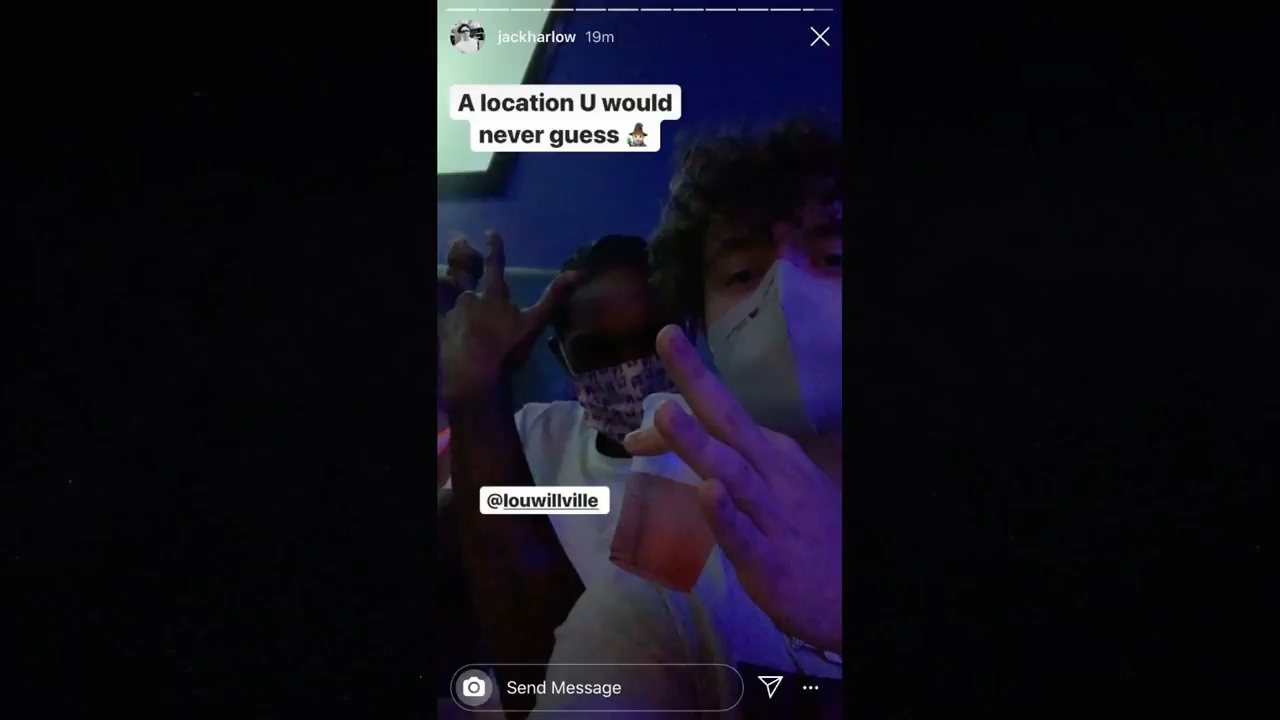 jackharlow 19m
A location U would
never guess 🧙🏻‍♂️
@louwillville
Send Message